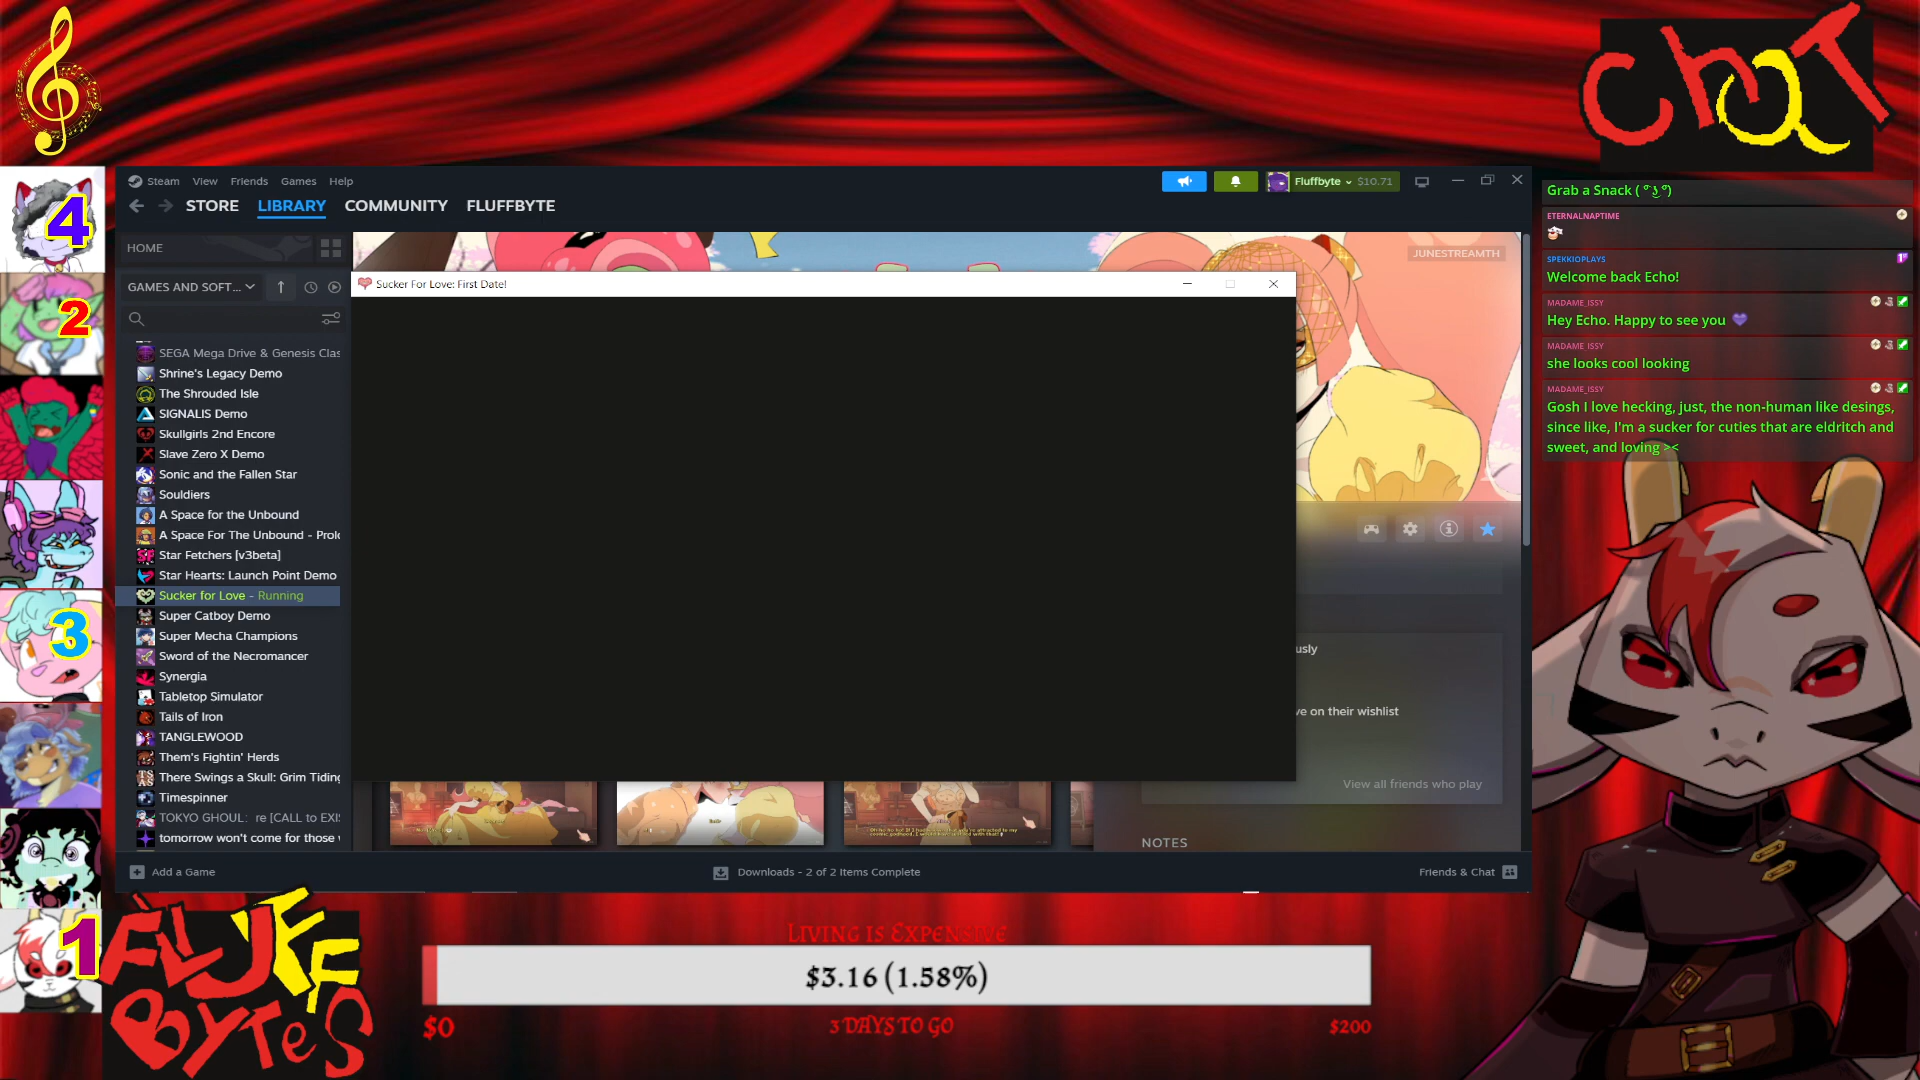 Chat
Steam View Friends Games Help
Fluffbyte $10.71
STORE LIBRARY COMMUNITY FLUFFBYTE
HOME
JUNESTREAMTH
GAMES AND SOFT...
Sucker For Love: First Date!
SEGA Mega Drive & Genesis Clas
Shrine's Legacy Demo
The Shrouded Isle
SIGNALIS Demo
Skullgirls 2nd Encore
Slave Zero X Demo
Sonic and the Fallen Star
Souldiers
A Space for the Unbound
A Space For The Unbound - Prolo
Star Fetchers [v3beta]
Star Hearts: Launch Point Demo
Sucker for Love - Running
Super Catboy Demo
Super Mecha Champions
Sword of the Necromancer
Synergia
Tabletop Simulator
Tails of Iron
TANGLEWOOD
Them's Fightin' Herds
There Swings a Skull: Grim Tiding
Timespinner
TOKYO GHOUL: re [CALL to EXIS
tomorrow won't come for those
usly
ve on their wishlist
View all friends who play
NOTES
Add a Game
Downloads - 2 of 2 Items Complete
Friends & Chat
Grab a Snack ( ͡° ͜ʖ ͡°)
ETERNALNAPTIME
SPEKKIOPLAYS
Welcome back Echo!
MADAME_ISSY
Hey Echo. Happy to see you 💜
MADAME_ISSY
she looks cool looking
MADAME_ISSY
Gosh I love hecking, just, the non-human like desings,
since like, I'm a sucker for cuties that are eldritch and
sweet, and loving ><
4
2
3
1
FLUFF
BYTES
LIVING IS EXPENSIVE
$3.16 (1.58%)
$0
3 DAYS TO GO
$200